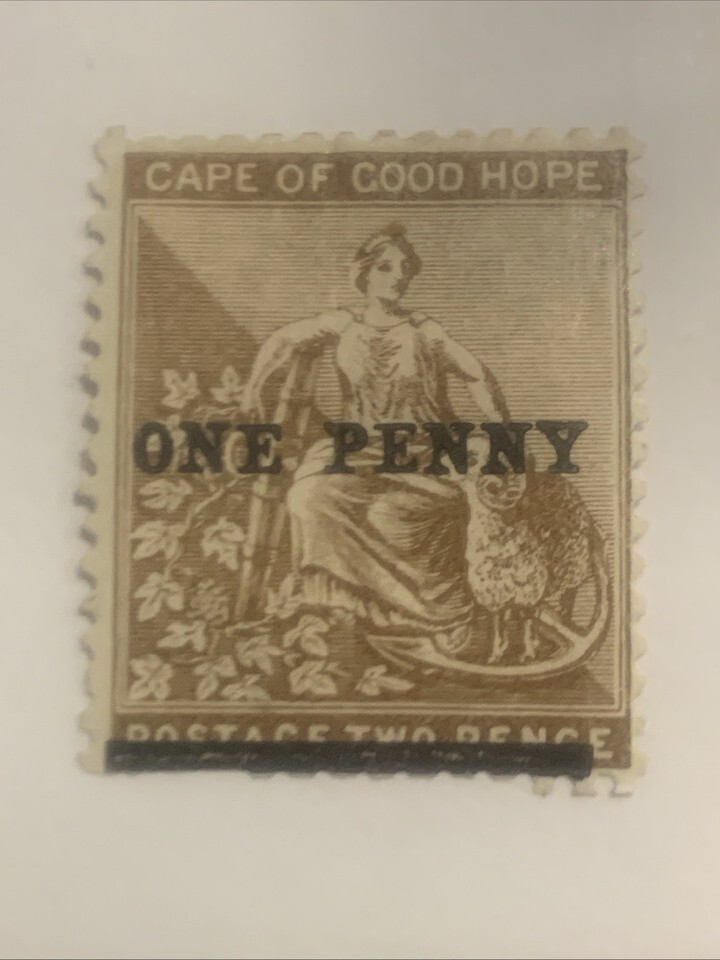 CAPE OF GOOD HOPE
ONE PENNY
POSTAGE TWO PENCE